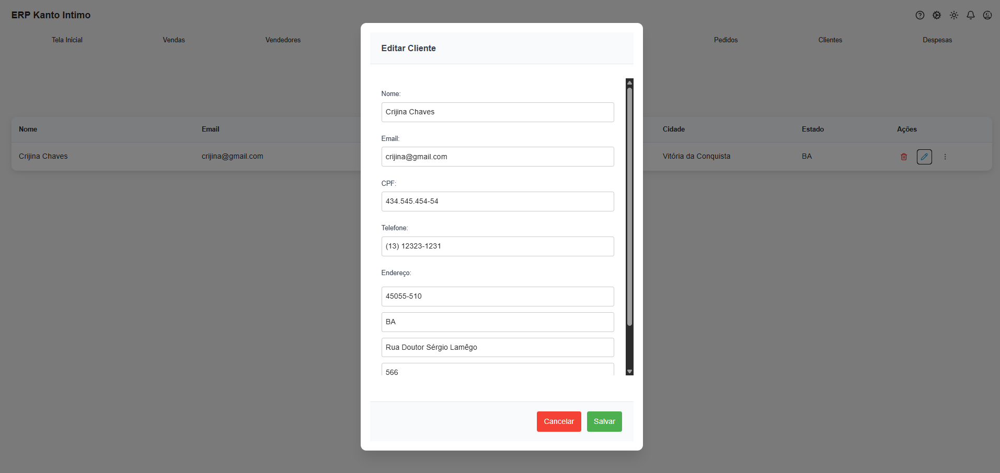 ERP Kanto Intimo
Tela Inicial Vendas Vendedores Pedidos Clientes Despesas
Editar Cliente
Nome:
Crijina Chaves
Email:
crijina@gmail.com
CPF:
434.545.454-54
Telefone:
(13) 12323-1231
Endereço:
45055-510
BA
Rua Doutor Sérgio Lamêgo
566
Cancelar Salvar
Nome Email Cidade Estado Ações
Crijina Chaves crijina@gmail.com Vitória da Conquista BA